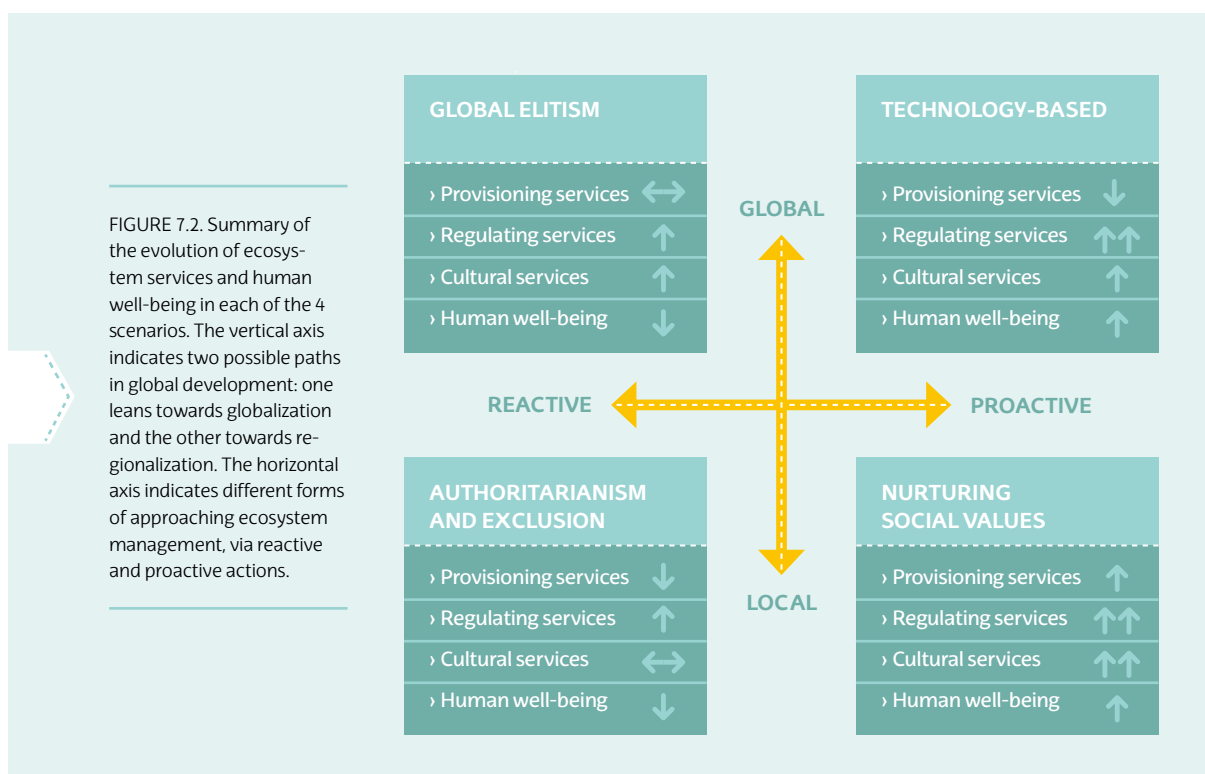 FIGURE 7.2. Summary of
the evolution of ecosys-
tem services and human
well-being in each of the 4
scenarios. The vertical axis
indicates two possible paths
in global development: one
leans towards globalization
and the other towards re-
gionalization. The horizontal
axis indicates different forms
of approaching ecosystem
management, via reactive
and proactive actions.
GLOBAL ELITISM
› Provisioning services
› Regulating services
› Cultural services
› Human well-being
TECHNOLOGY-BASED
› Provisioning services
› Regulating services
› Cultural services
› Human well-being
GLOBAL
REACTIVE
PROACTIVE
LOCAL
AUTHORITARIANISM
AND EXCLUSION
› Provisioning services
› Regulating services
› Cultural services
› Human well-being
NURTURING
SOCIAL VALUES
› Provisioning services
› Regulating services
› Cultural services
› Human well-being